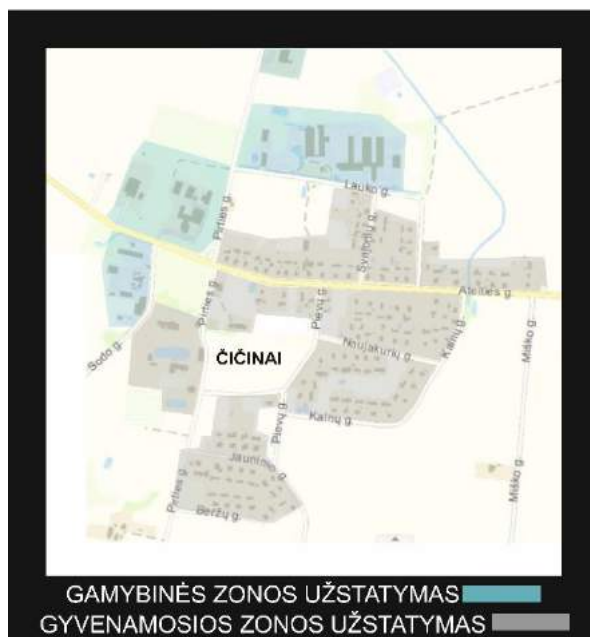 Lauko g.
Pirties g.
Svajonių g.
Ateities g.
Pirties g.
Pievų g.
Kalnų g.
Miško g.
Naujakurių g.
Sodo g.
ČIČINAI
Pievų g.
Kalnų g.
Jaunimo g.
Miško g.
Pirties g.
Beržų g.
GAMYBINĖS ZONOS UŽSTATYMAS
GYVENAMOSIOS ZONOS UŽSTATYMAS